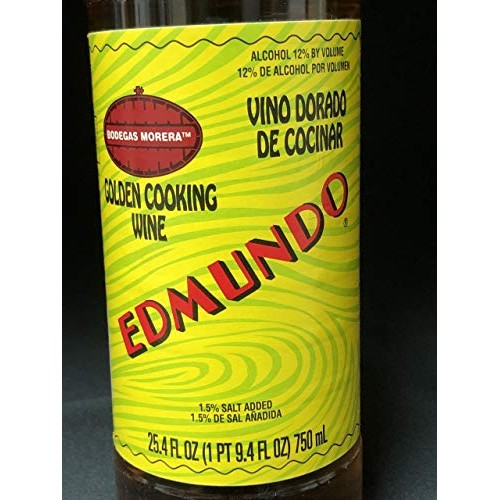 ALCOHOL 12% BY VOLUME
12% DE ALCOHOL POR VOLUMEN
VINO DORADO
DE COCINAR
BODEGAS MORERA™
GOLDEN COOKING
WINE
EDMUNDO®
1.5% SALT ADDED
1.5% DE SAL AÑADIDA
25.4 FL OZ (1 PT 9.4 FL OZ) 750 mL